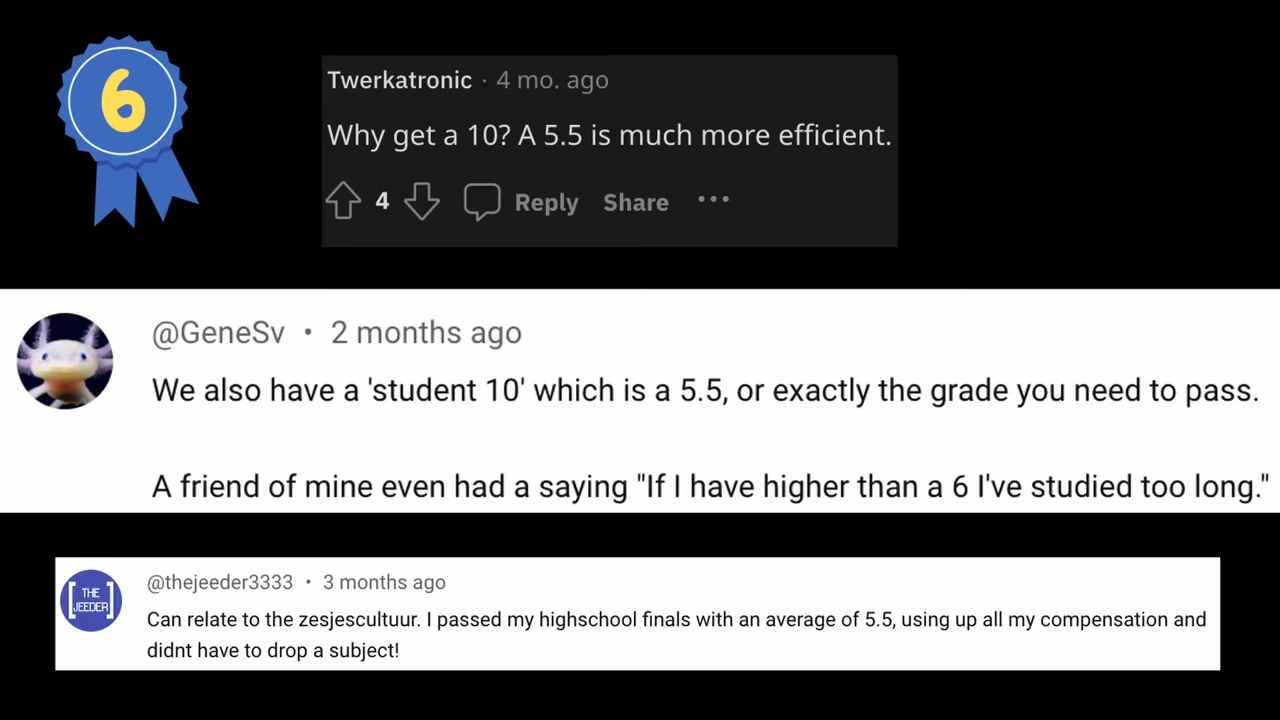 6
Twerkatronic · 4 mo. ago
Why get a 10? A 5.5 is much more efficient.
4 Reply Share ···
@GeneSv • 2 months ago
We also have a 'student 10' which is a 5.5, or exactly the grade you need to pass.
A friend of mine even had a saying "If I have higher than a 6 I've studied too long."
THE
JEEDER
@thejeeder3333 • 3 months ago
Can relate to the zesjescultuur. I passed my highschool finals with an average of 5.5, using up all my compensation and
didnt have to drop a subject!